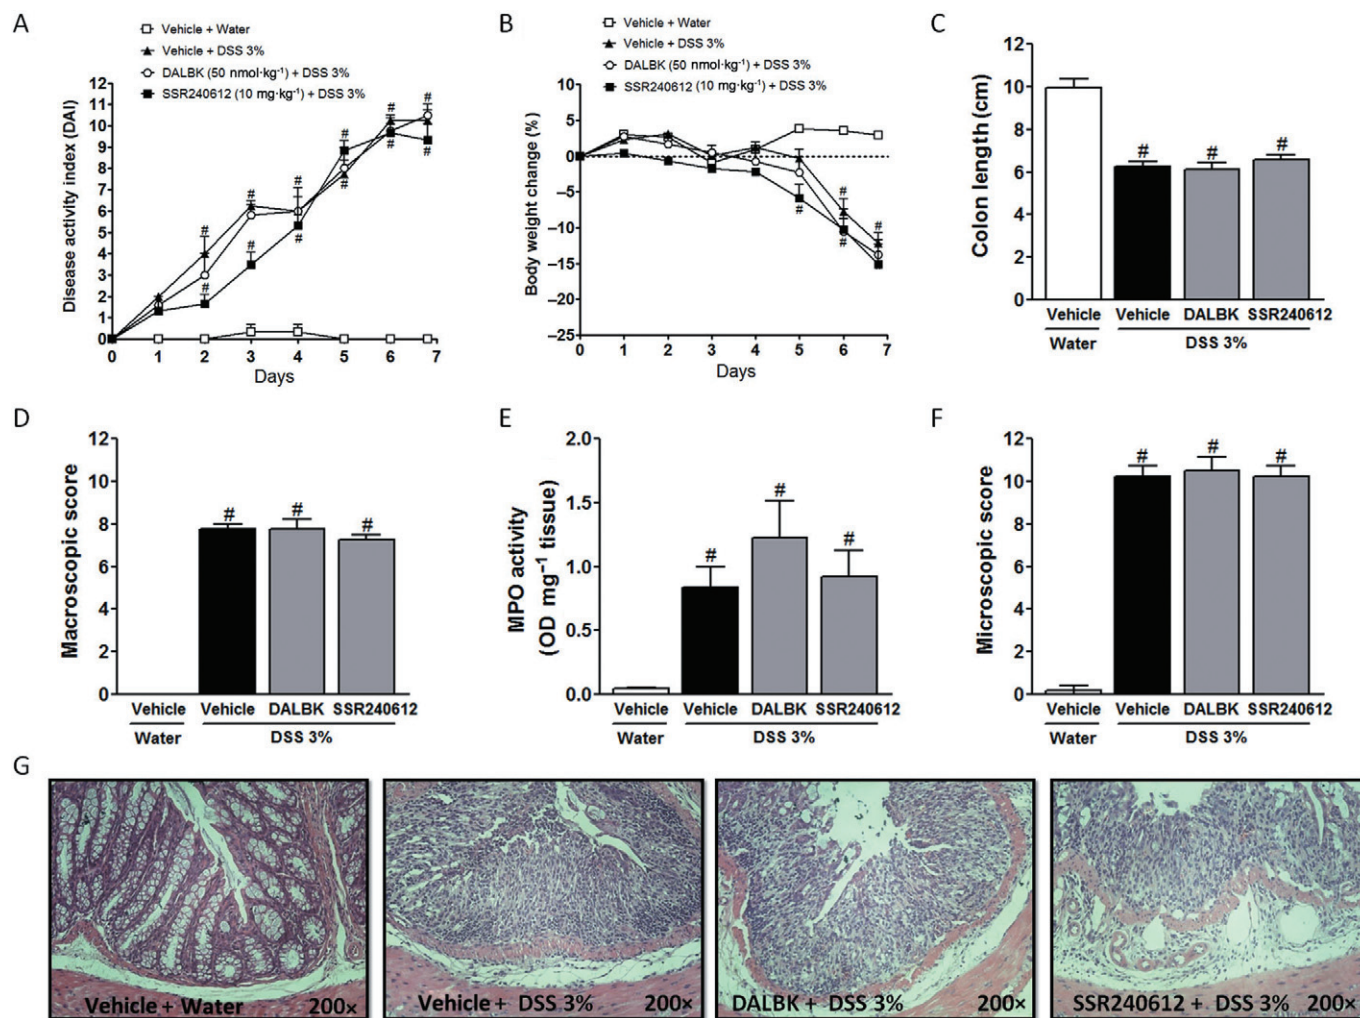 A
Vehicle + Water
Vehicle + DSS 3%
DALBK (50 nmol·kg⁻¹) + DSS 3%
SSR240612 (10 mg·kg⁻¹) + DSS 3%
Disease activity index (DAI)
12
11
10
9
8
7
6
5
4
3
2
1
0
# # # # # # # # # # #
0 1 2 3 4 5 6 7
Days
B
Vehicle + Water
Vehicle + DSS 3%
DALBK (50 nmol·kg⁻¹) + DSS 3%
SSR240612 (10 mg·kg⁻¹) + DSS 3%
Body weight change (%)
10
5
0
−5
−10
−15
−20
−25
# # # #
0 1 2 3 4 5 6 7
Days
C
Colon length (cm)
12
10
8
6
4
2
0
# # #
Vehicle Vehicle DALBK SSR240612
Water DSS 3%
D
Macroscopic score
12
10
8
6
4
2
0
# # #
Vehicle Vehicle DALBK SSR240612
Water DSS 3%
E
MPO activity
(OD mg⁻¹ tissue)
2.0
1.5
1.0
0.5
0.0
# # #
Vehicle Vehicle DALBK SSR240612
Water DSS 3%
F
Microscopic score
12
10
8
6
4
2
0
# # #
Vehicle Vehicle DALBK SSR240612
Water DSS 3%
G
Vehicle + Water 200×
Vehicle + DSS 3% 200×
DALBK + DSS 3% 200×
SSR240612 + DSS 3% 200×